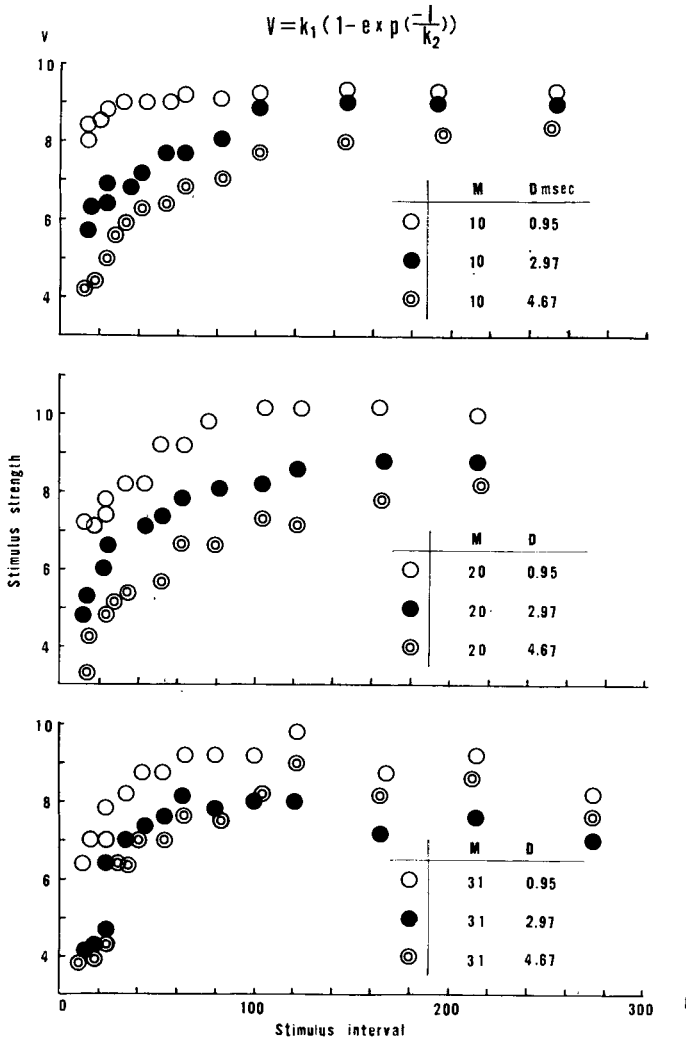 V=k₁(1-exp(-I/k₂))
V
10
8
6
4
M D msec
10 0.95
10 2.97
10 4.67
10
8
6
4
Stimulus strength
M D
20 0.95
20 2.97
20 4.67
10
8
6
4
M D
31 0.95
31 2.97
31 4.67
0 100 200 300
Stimulus interval